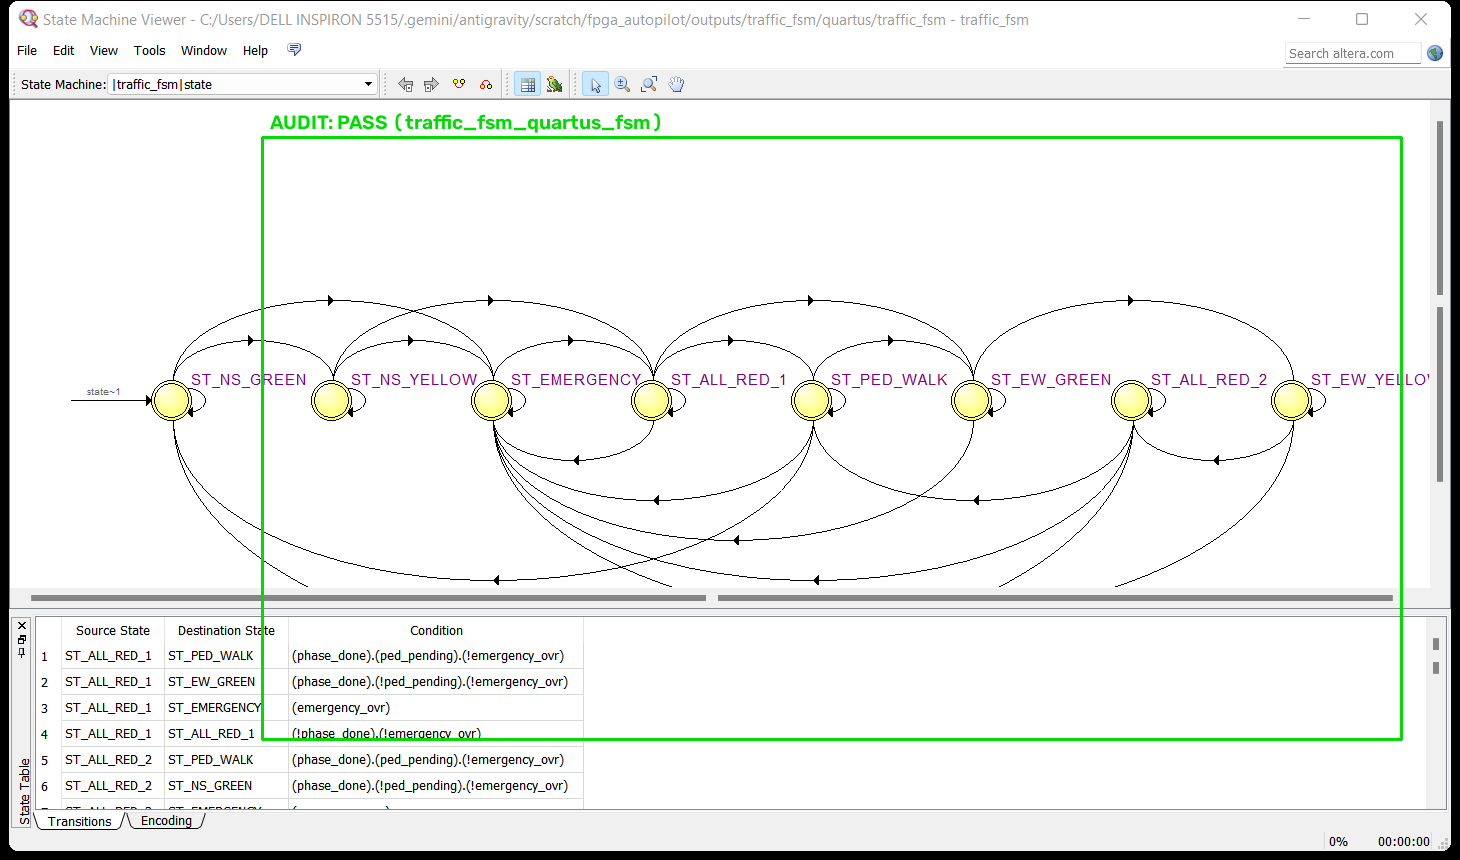 State Machine Viewer - C:/Users/DELL INSPIRON 5515/.gemini/antigravity/scratch/fpga_autopilot/outputs/traffic_fsm/quartus/traffic_fsm - traffic_fsm
File Edit View Tools Window Help
Search altera.com
State Machine: |traffic_fsm|state
AUDIT: PASS (traffic_fsm_quartus_fsm)
ST_NS_GREEN ST_NS_YELLOW ST_EMERGENCY ST_ALL_RED_1 ST_PED_WALK ST_EW_GREEN ST_ALL_RED_2 ST_EW_YELLO
state~1
Source State Destination State Condition
1 ST_ALL_RED_1 ST_PED_WALK (phase_done).(ped_pending).(!emergency_ovr)
2 ST_ALL_RED_1 ST_EW_GREEN (phase_done).(!ped_pending).(!emergency_ovr)
3 ST_ALL_RED_1 ST_EMERGENCY (emergency_ovr)
4 ST_ALL_RED_1 ST_ALL_RED_1 (!phase_done).(!emergency_ovr)
5 ST_ALL_RED_2 ST_PED_WALK (phase_done).(ped_pending).(!emergency_ovr)
6 ST_ALL_RED_2 ST_NS_GREEN (phase_done).(!ped_pending).(!emergency_ovr)
State Table
Transitions Encoding
0% 00:00:00